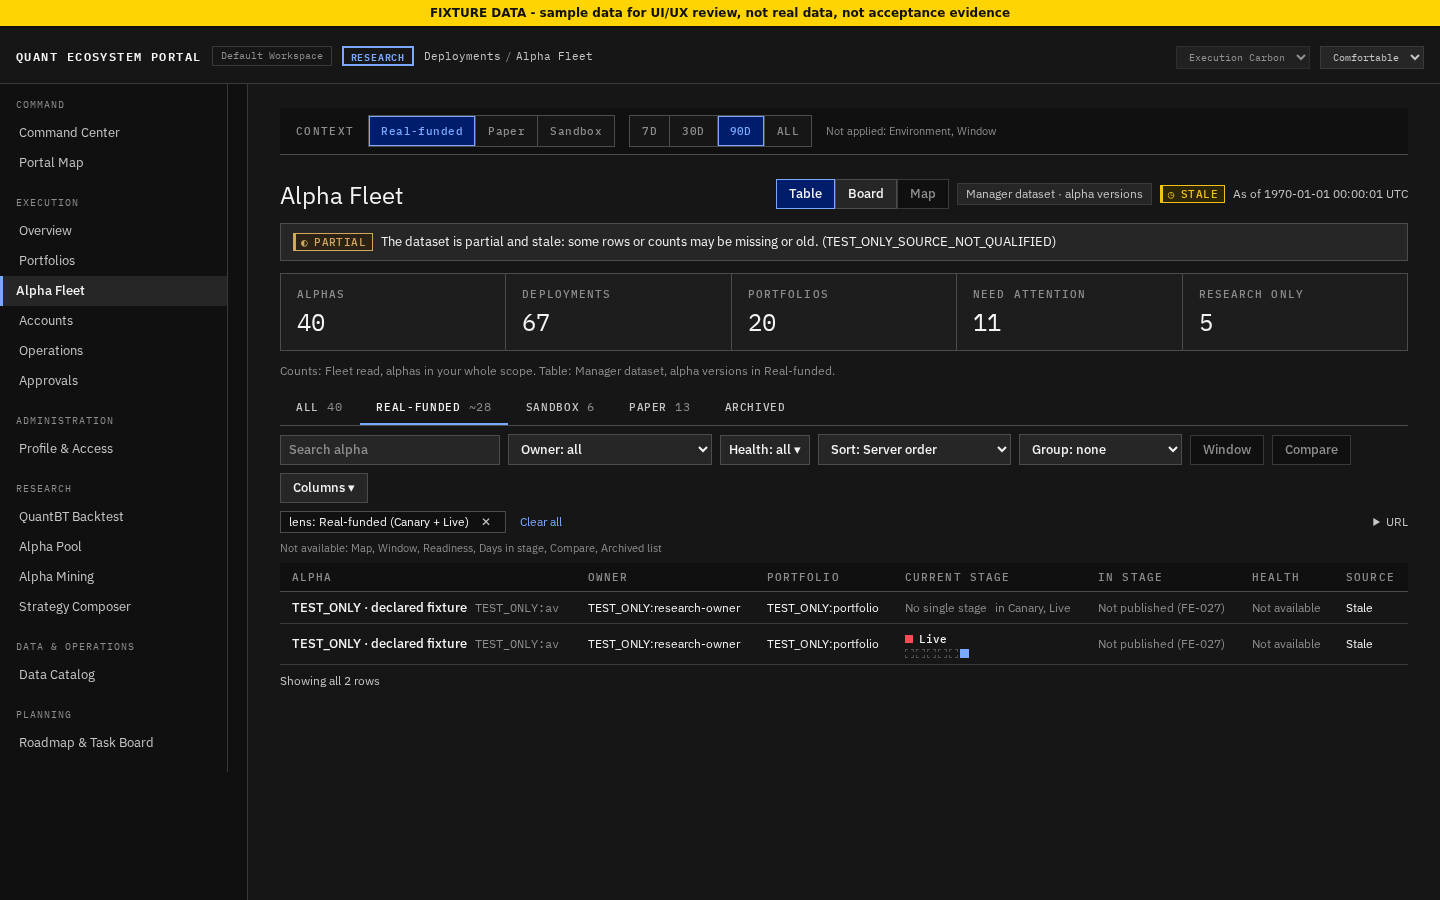 FIXTURE DATA - sample data for UI/UX review, not real data, not acceptance evidence
QUANT ECOSYSTEM PORTAL Default Workspace RESEARCH Deployments / Alpha Fleet Execution Carbon Comfortable
COMMAND
Command Center
Portal Map
EXECUTION
Overview
Portfolios
Alpha Fleet
Accounts
Operations
Approvals
ADMINISTRATION
Profile & Access
RESEARCH
QuantBT Backtest
Alpha Pool
Alpha Mining
Strategy Composer
DATA & OPERATIONS
Data Catalog
PLANNING
Roadmap & Task Board
CONTEXT Real-funded Paper Sandbox 7D 30D 90D ALL Not applied: Environment, Window
Alpha Fleet Table Board Map Manager dataset · alpha versions ◷ STALE As of 1970-01-01 00:00:01 UTC
◐ PARTIAL The dataset is partial and stale: some rows or counts may be missing or old. (TEST_ONLY_SOURCE_NOT_QUALIFIED)
ALPHAS DEPLOYMENTS PORTFOLIOS NEED ATTENTION RESEARCH ONLY
40 67 20 11 5
Counts: Fleet read, alphas in your whole scope. Table: Manager dataset, alpha versions in Real-funded.
ALL 40 REAL-FUNDED ~28 SANDBOX 6 PAPER 13 ARCHIVED
Search alpha Owner: all Health: all ▾ Sort: Server order Group: none Window Compare
Columns ▾
lens: Real-funded (Canary + Live) ✕ Clear all ▶ URL
Not available: Map, Window, Readiness, Days in stage, Compare, Archived list
ALPHA OWNER PORTFOLIO CURRENT STAGE IN STAGE HEALTH SOURCE
TEST_ONLY · declared fixture TEST_ONLY:av TEST_ONLY:research-owner TEST_ONLY:portfolio No single stage in Canary, Live Not published (FE-027) Not available Stale
TEST_ONLY · declared fixture TEST_ONLY:av TEST_ONLY:research-owner TEST_ONLY:portfolio Live Not published (FE-027) Not available Stale
Showing all 2 rows